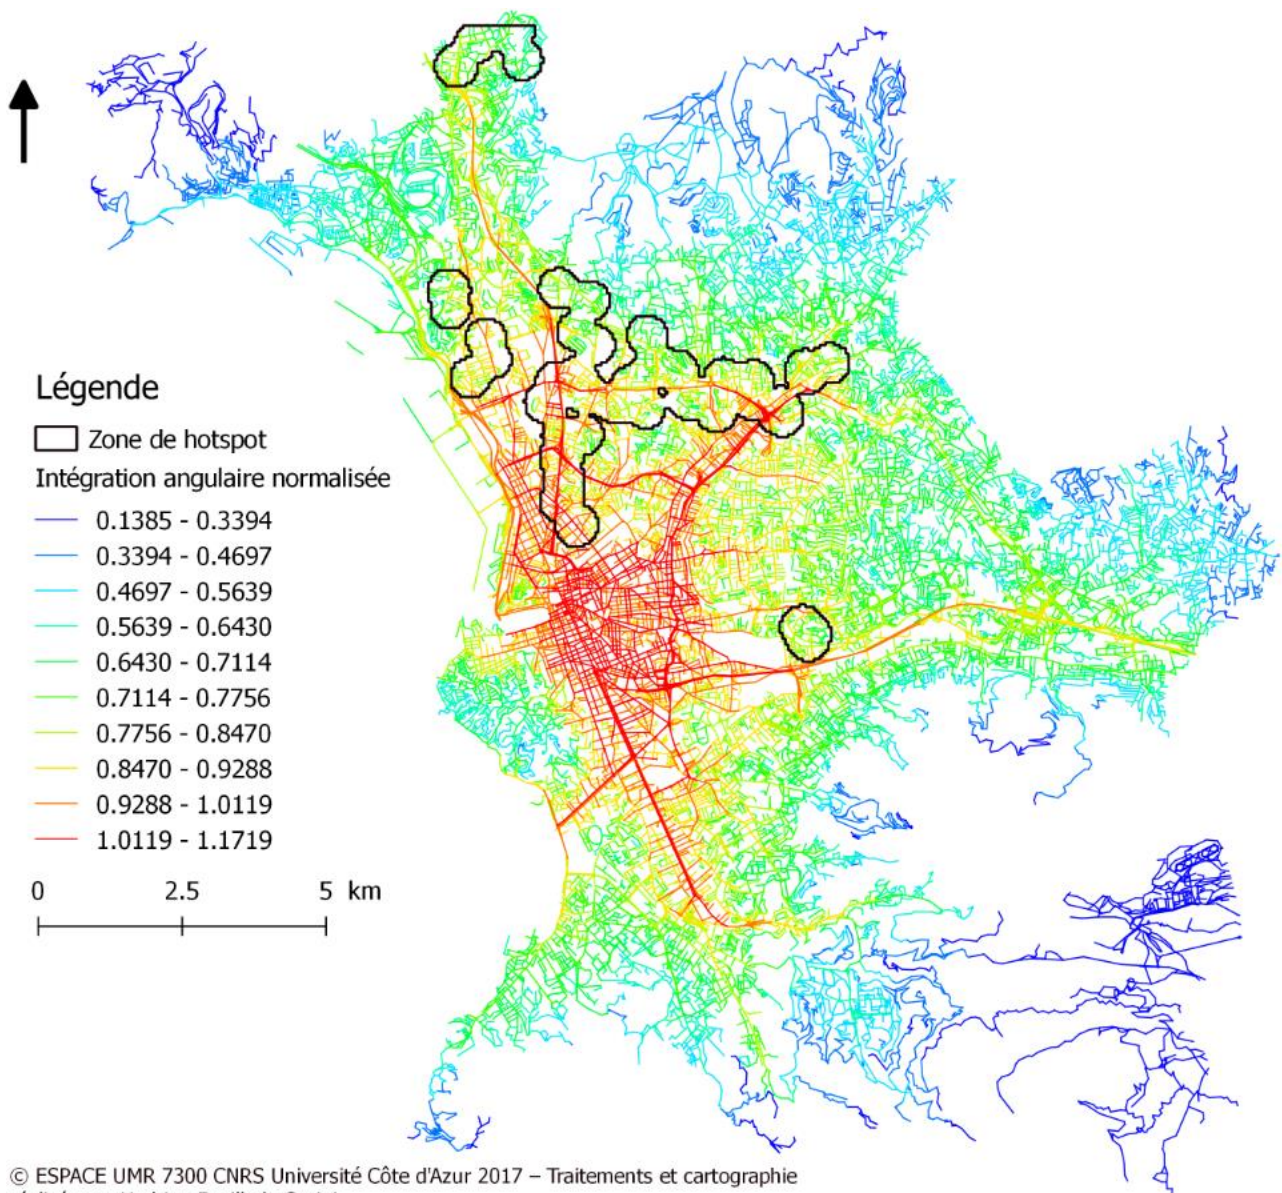 Légende
Zone de hotspot
Intégration angulaire normalisée
0.1385 - 0.3394
0.3394 - 0.4697
0.4697 - 0.5639
0.5639 - 0.6430
0.6430 - 0.7114
0.7114 - 0.7756
0.7756 - 0.8470
0.8470 - 0.9288
0.9288 - 1.0119
1.0119 - 1.1719
0 2.5 5 km
© ESPACE UMR 7300 CNRS Université Côte d'Azur 2017 – Traitements et cartographie